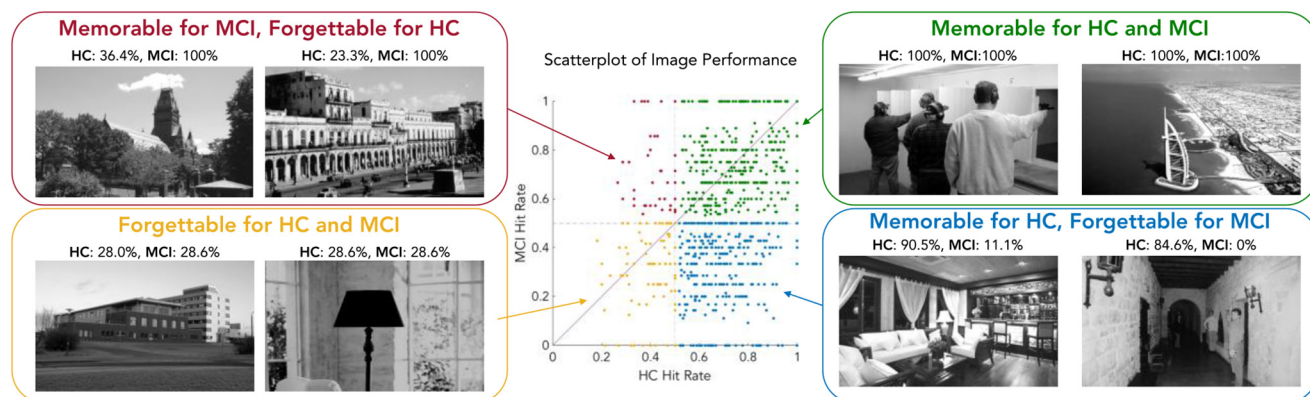 Memorable for MCI, Forgettable for HC
HC: 36.4%, MCI: 100%
HC: 23.3%, MCI: 100%
Forgettable for HC and MCI
HC: 28.0%, MCI: 28.6%
HC: 28.6%, MCI: 28.6%
Scatterplot of Image Performance
MCI Hit Rate
1
0.8
0.6
0.4
0.2
0
0
0.2
0.4
0.6
0.8
1
HC Hit Rate
Memorable for HC and MCI
HC: 100%, MCI:100%
HC: 100%, MCI:100%
Memorable for HC, Forgettable for MCI
HC: 90.5%, MCI: 11.1%
HC: 84.6%, MCI: 0%